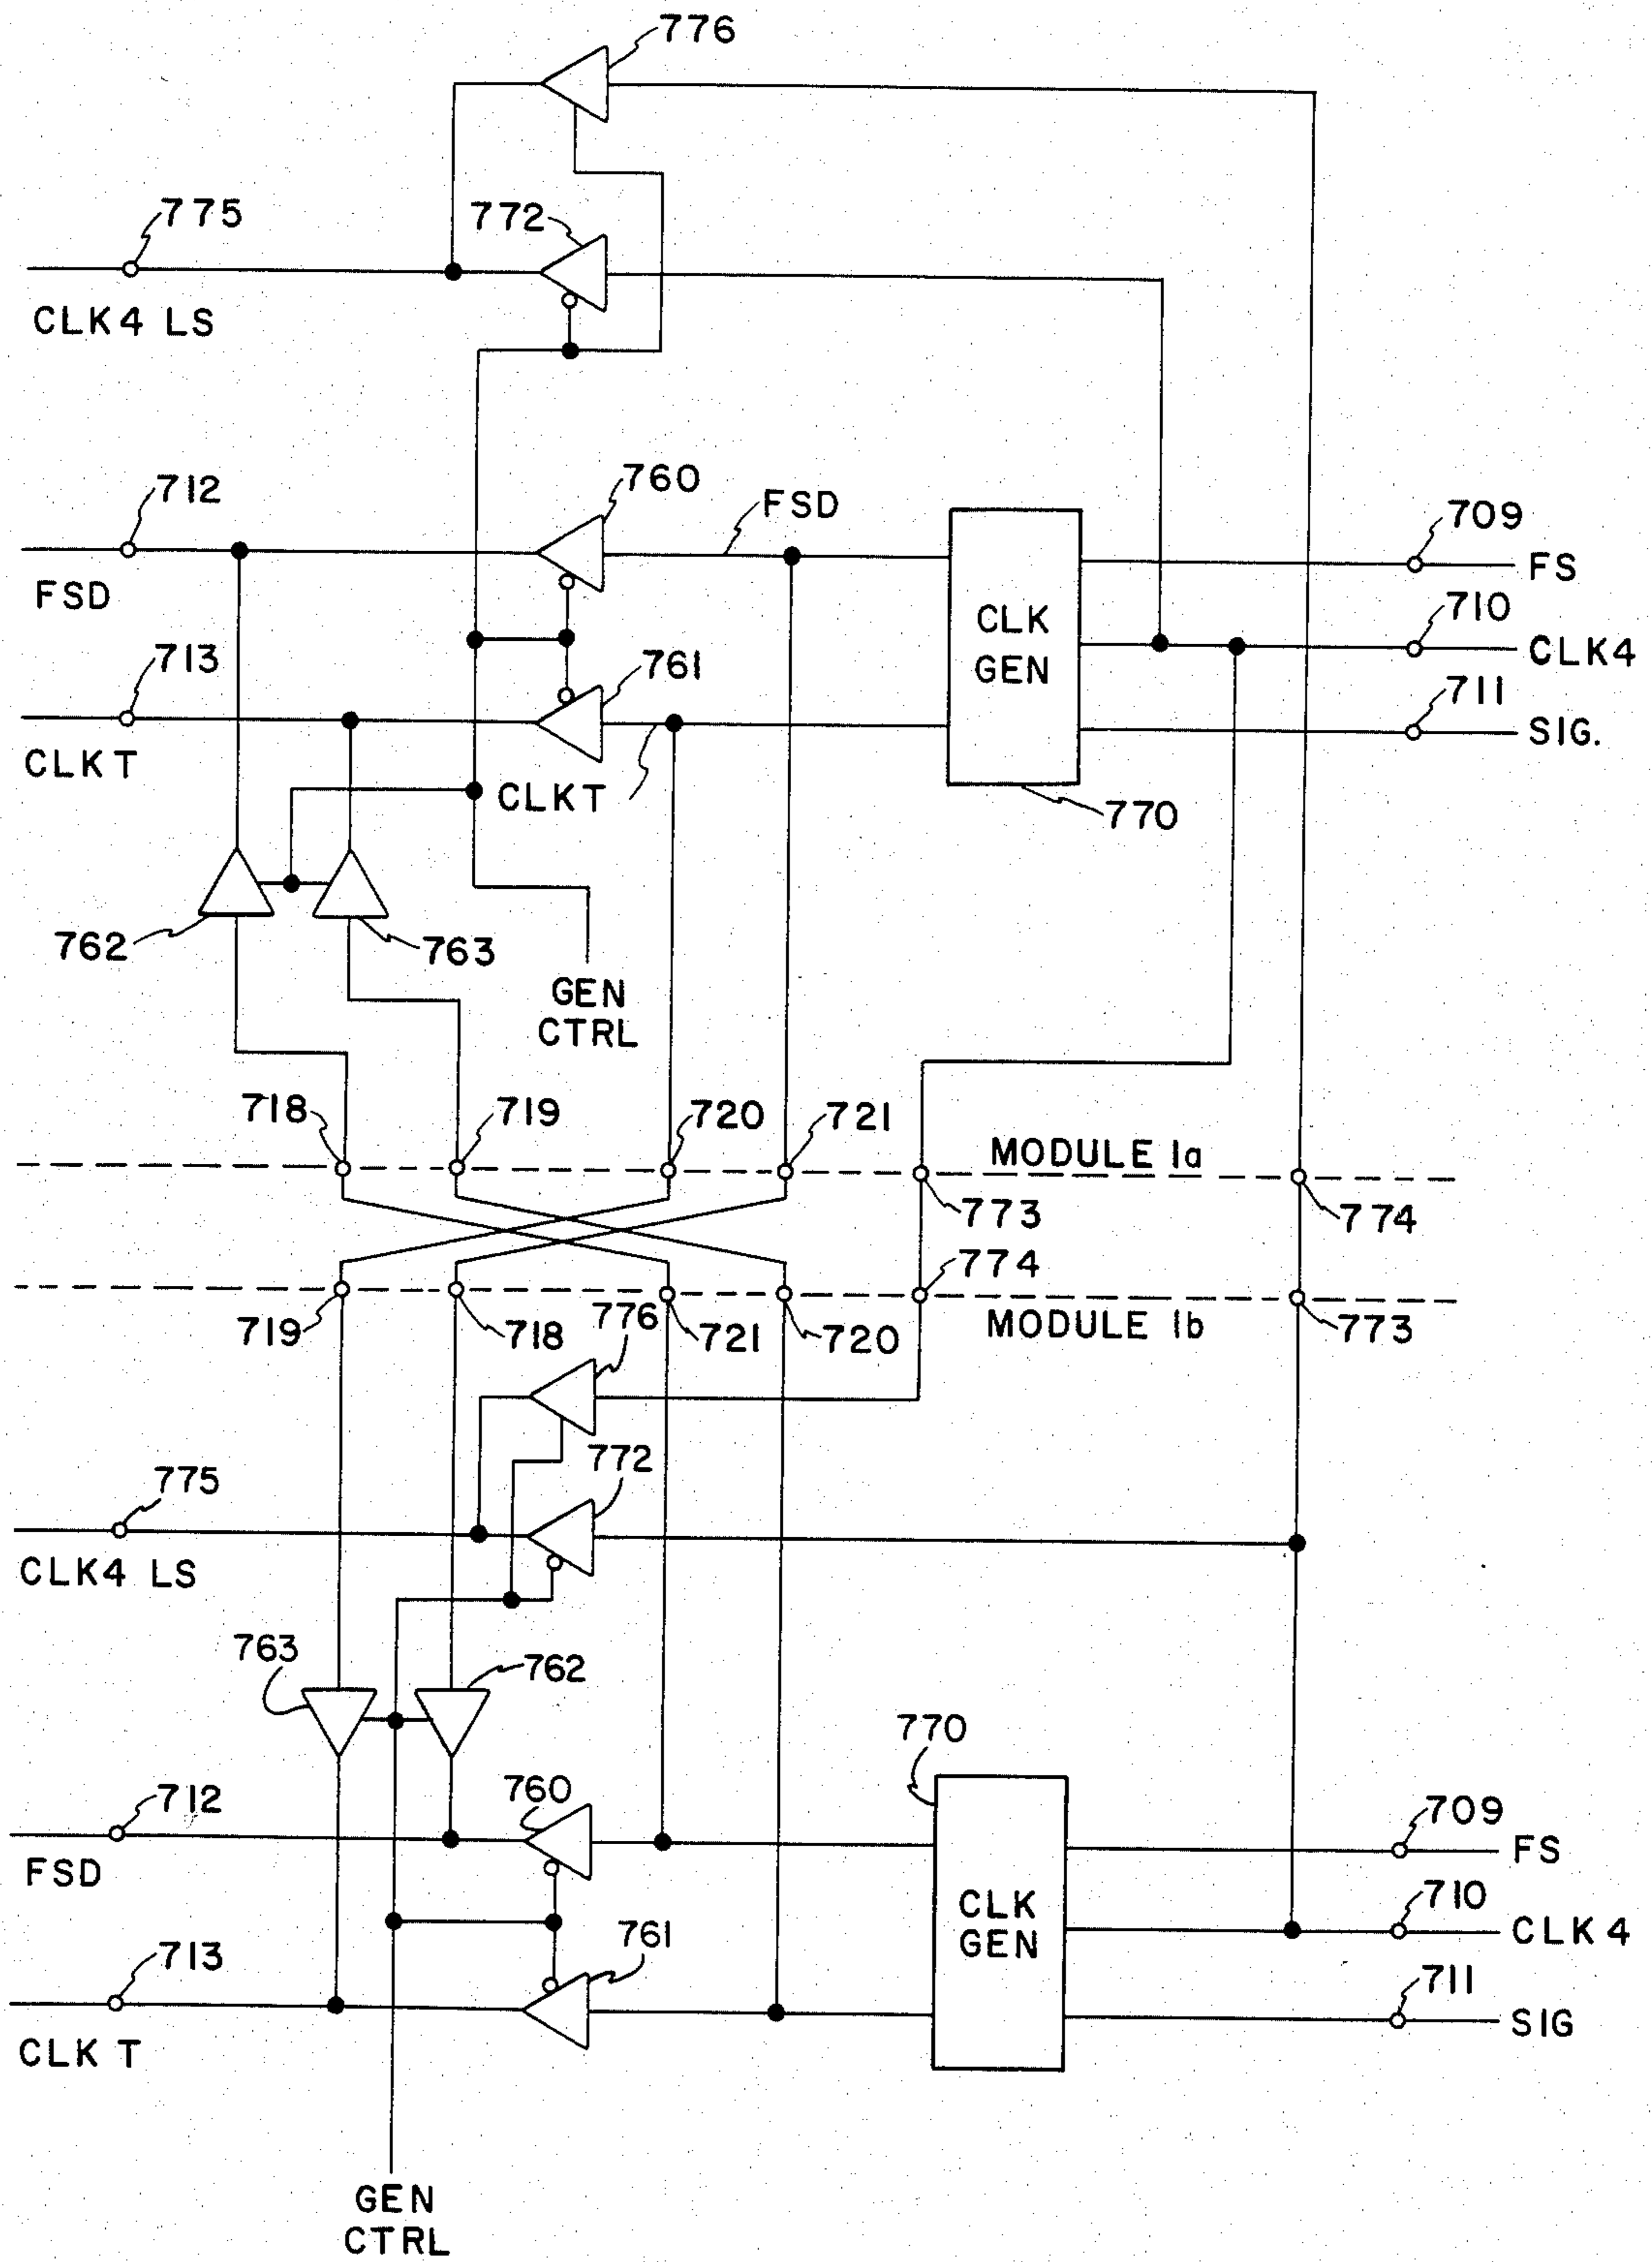 776
775
772
CLK4 LS
712
760
FSD
709
FSD
FS
CLK GEN
710
CLK4
713
761
711
SIG.
CLK T
CLKT
770
762
763
GEN CTRL
718
719
720
721
MODULE 1a
773
774
774
719
718
776
721
720
MODULE 1b
773
775
772
CLK4 LS
763
762
770
712
760
709
FSD
FS
CLK GEN
710
CLK4
713
761
711
SIG
CLK T
GEN CTRL